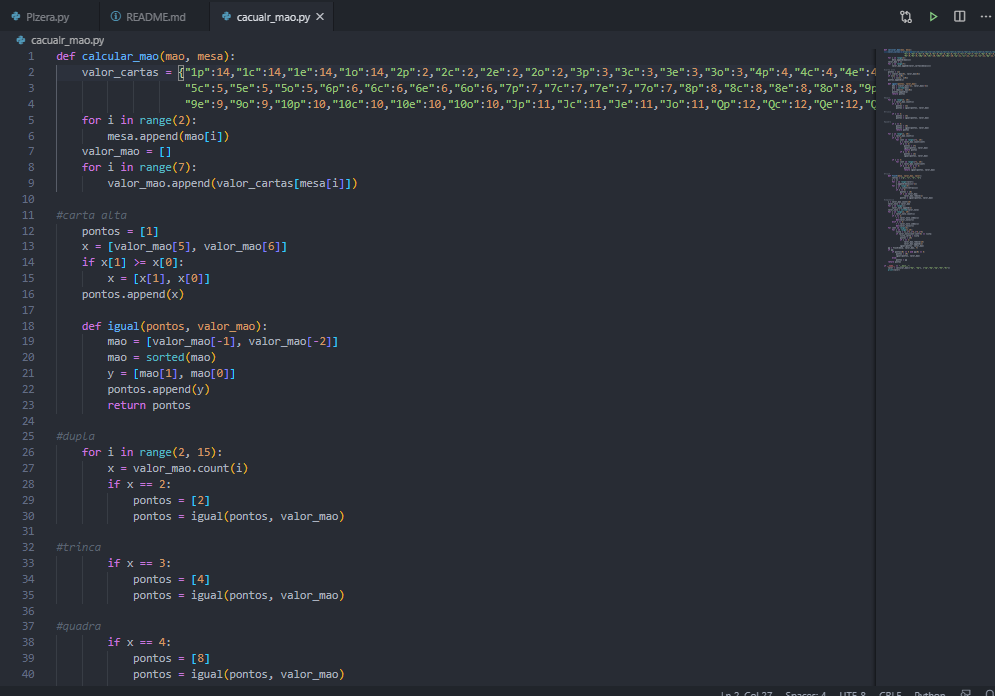 Plzera.py README.md cacualr_mao.py
cacualr_mao.py
1 def calcular_mao(mao, mesa):
2 valor_cartas = {"1p":14,"1c":14,"1e":14,"1o":14,"2p":2,"2c":2,"2e":2,"2o":2,"3p":3,"3c":3,"3e":3,"3o":3,"4p":4,"4c":4,"4e":4
3 "5c":5,"5e":5,"5o":5,"6p":6,"6c":6,"6e":6,"6o":6,"7p":7,"7c":7,"7e":7,"7o":7,"8p":8,"8c":8,"8e":8,"8o":8,"9p
4 "9e":9,"9o":9,"10p":10,"10c":10,"10e":10,"10o":10,"Jp":11,"Jc":11,"Je":11,"Jo":11,"Qp":12,"Qc":12,"Qe":12,"Q
5 for i in range(2):
6 mesa.append(mao[i])
7 valor_mao = []
8 for i in range(7):
9 valor_mao.append(valor_cartas[mesa[i]])
10
11 #carta alta
12 pontos = [1]
13 x = [valor_mao[5], valor_mao[6]]
14 if x[1] >= x[0]:
15 x = [x[1], x[0]]
16 pontos.append(x)
17
18 def igual(pontos, valor_mao):
19 mao = [valor_mao[-1], valor_mao[-2]]
20 mao = sorted(mao)
21 y = [mao[1], mao[0]]
22 pontos.append(y)
23 return pontos
24
25 #dupla
26 for i in range(2, 15):
27 x = valor_mao.count(i)
28 if x == 2:
29 pontos = [2]
30 pontos = igual(pontos, valor_mao)
31
32 #trinca
33 if x == 3:
34 pontos = [4]
35 pontos = igual(pontos, valor_mao)
36
37 #quadra
38 if x == 4:
39 pontos = [8]
40 pontos = igual(pontos, valor_mao)
Ln 2, Col 27 Spaces: 4 UTF-8 CRLF Python